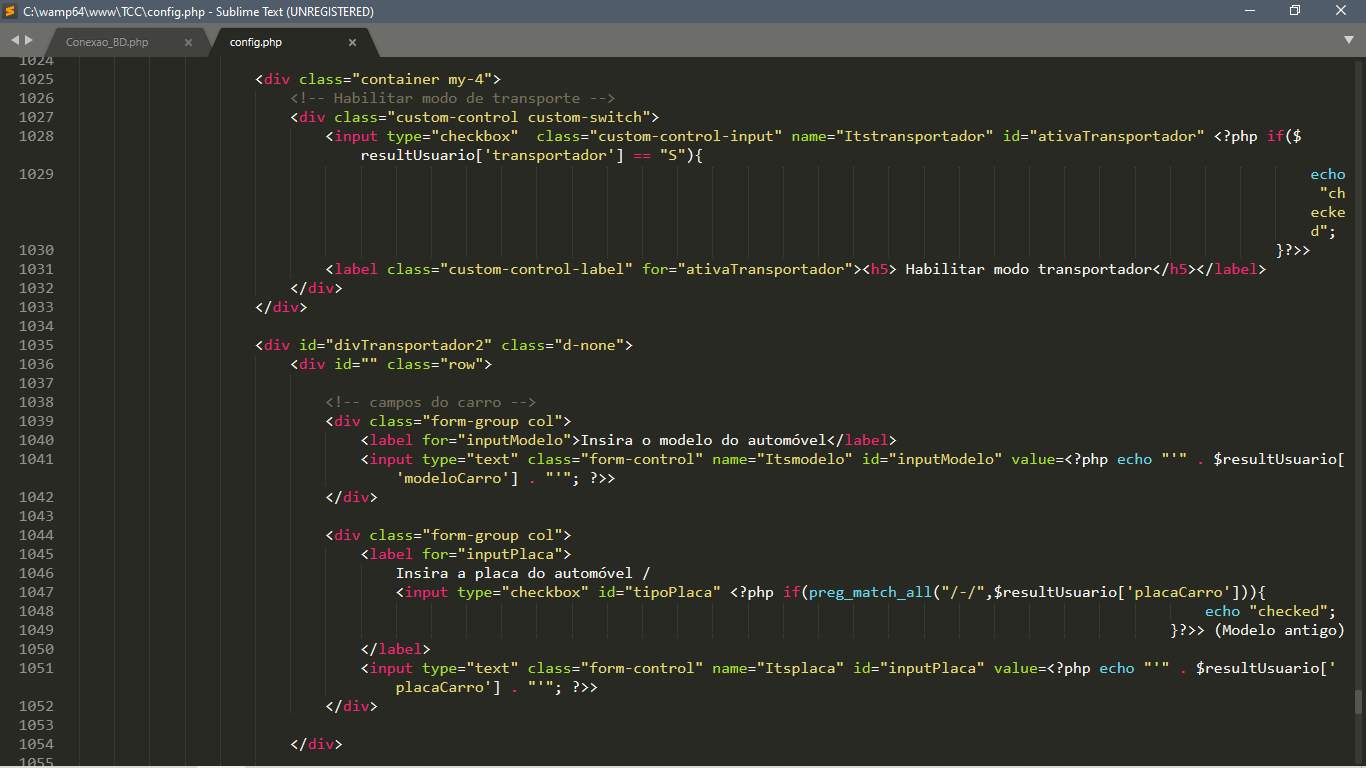 C:\wamp64\www\TCC\config.php - Sublime Text (UNREGISTERED)
Conexao_BD.php
config.php
1024
1025 <div class="container my-4">
1026 <!-- Habilitar modo de transporte -->
1027 <div class="custom-control custom-switch">
1028 <input type="checkbox"  class="custom-control-input" name="Itstransportador" id="ativaTransportador" <?php if($
resultUsuario['transportador'] == "S"){
1029 echo
"ch
ecke
d";
1030 }?>>
1031 <label class="custom-control-label" for="ativaTransportador"><h5> Habilitar modo transportador</h5></label>
1032 </div>
1033 </div>
1034
1035 <div id="divTransportador2" class="d-none">
1036 <div id="" class="row">
1037
1038 <!-- campos do carro -->
1039 <div class="form-group col">
1040 <label for="inputModelo">Insira o modelo do automóvel</label>
1041 <input type="text" class="form-control" name="Itsmodelo" id="inputModelo" value=<?php echo "'" . $resultUsuario[
'modeloCarro'] . "'"; ?>>
1042 </div>
1043
1044 <div class="form-group col">
1045 <label for="inputPlaca">
1046 Insira a placa do automóvel /
1047 <input type="checkbox" id="tipoPlaca" <?php if(preg_match_all("/-/",$resultUsuario['placaCarro'])){
1048 echo "checked";
1049 }?>> (Modelo antigo)
1050 </label>
1051 <input type="text" class="form-control" name="Itsplaca" id="inputPlaca" value=<?php echo "'" . $resultUsuario['
placaCarro'] . "'"; ?>>
1052 </div>
1053
1054 </div>
1055